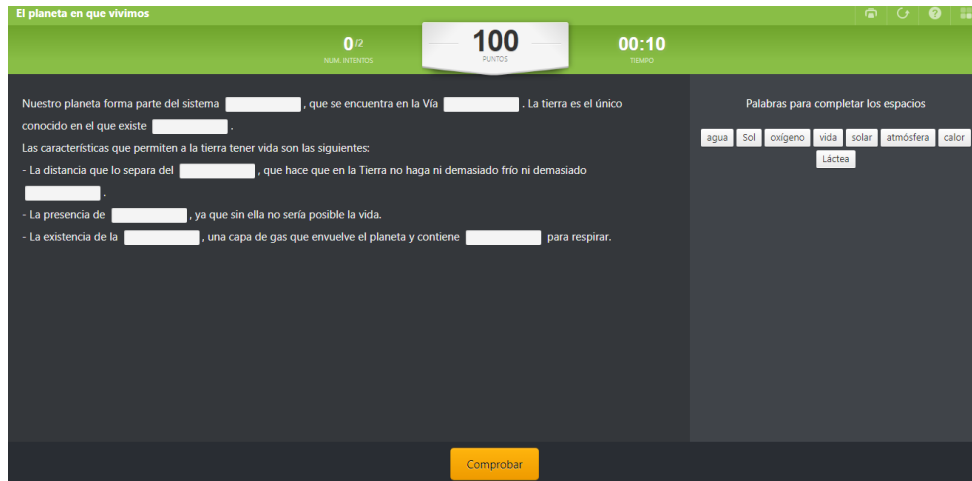 El planeta en que vivimos
0/2
NUM. INTENTOS
100
PUNTOS
00:10
TIEMPO
Nuestro planeta forma parte del sistema , que se encuentra en la Vía . La tierra es el único
conocido en el que existe .
Las características que permiten a la tierra tener vida son las siguientes:
- La distancia que lo separa del , que hace que en la Tierra no haga ni demasiado frío ni demasiado
.
- La presencia de , ya que sin ella no sería posible la vida.
- La existencia de la , una capa de gas que envuelve el planeta y contiene para respirar.
Palabras para completar los espacios
agua Sol oxígeno vida solar atmósfera calor
Láctea
Comprobar